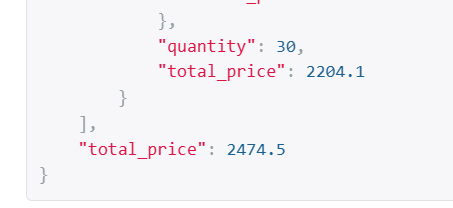 },
"quantity": 30,
"total_price": 2204.1
}
],
"total_price": 2474.5
}